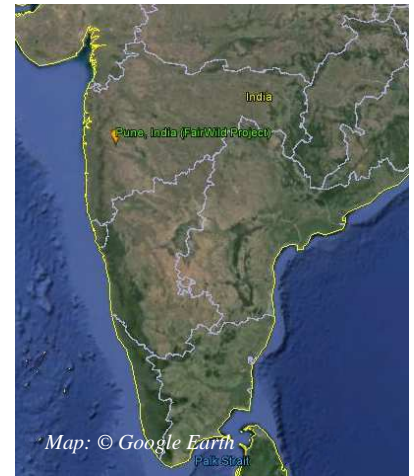 India
Pune, India (FairWild Project)
Map: © Google Earth
Palk Strait